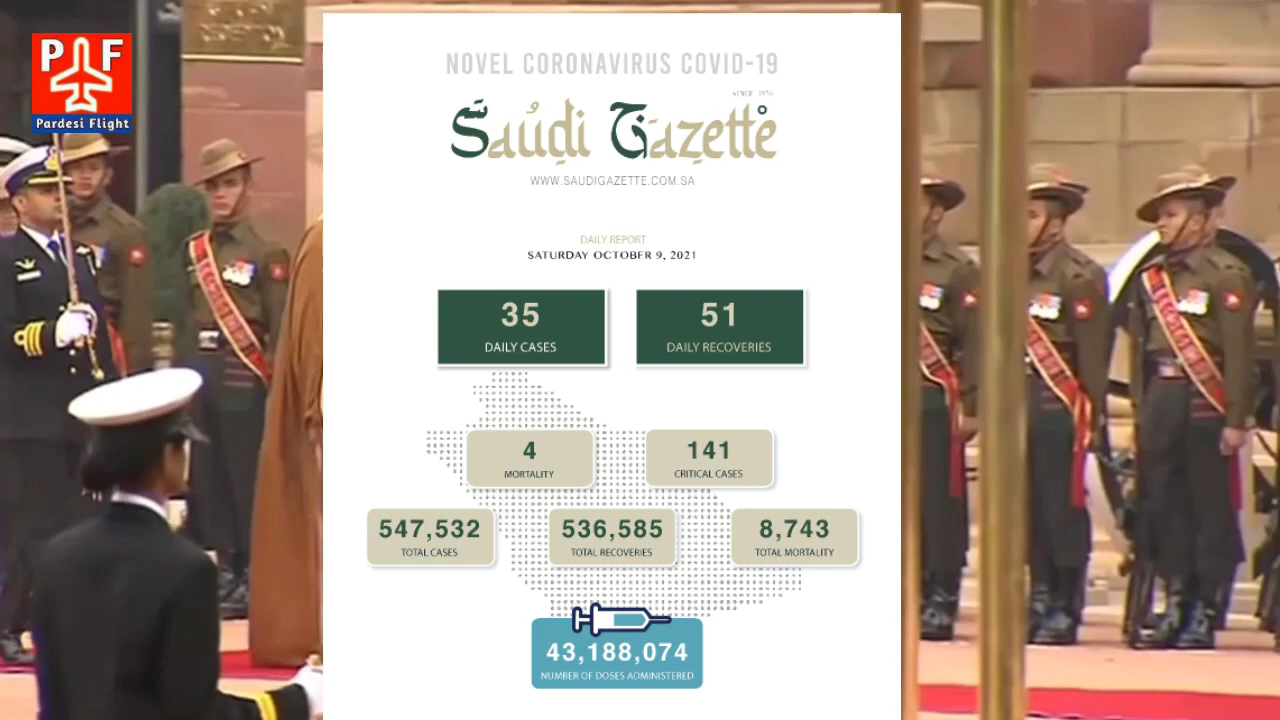 P F
Pardesi Flight
NOVEL CORONAVIRUS COVID-19
SINCE 1976
Saudi Gazette
WWW.SAUDIGAZETTE.COM.SA
DAILY REPORT
SATURDAY OCTOBER 9, 2021
35
DAILY CASES
51
DAILY RECOVERIES
4
MORTALITY
141
CRITICAL CASES
547,532
TOTAL CASES
536,585
TOTAL RECOVERIES
8,743
TOTAL MORTALITY
43,188,074
NUMBER OF DOSES ADMINISTERED